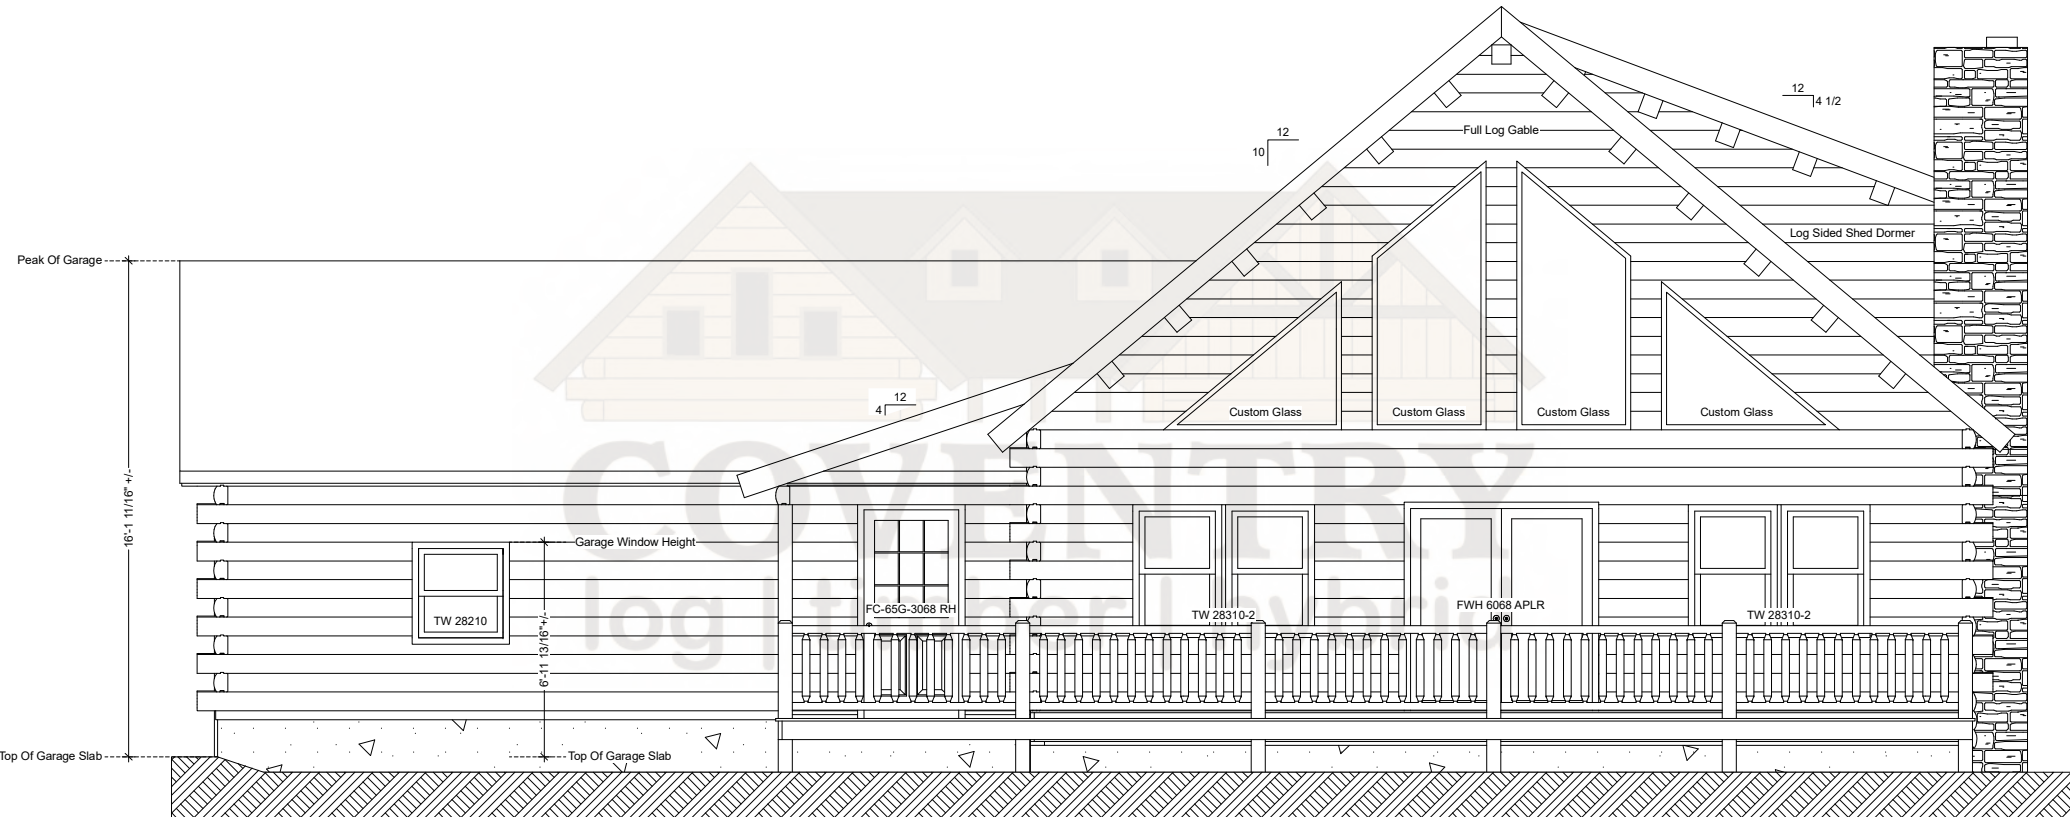 12
4 1/2
12
10
Full Log Gable
Log Sided Shed Dormer
Peak Of Garage
12
4
Custom Glass
Custom Glass
Custom Glass
Custom Glass
COVENTRY
log | timber | hybrid
16'-1 11/16" +/-
Garage Window Height
FC-65G-3068 RH
TW 28210
TW 28310-2
FWH 6068 APLR
TW 28310-2
6'-11 13/16"+/-
Top Of Garage Slab
Top Of Garage Slab